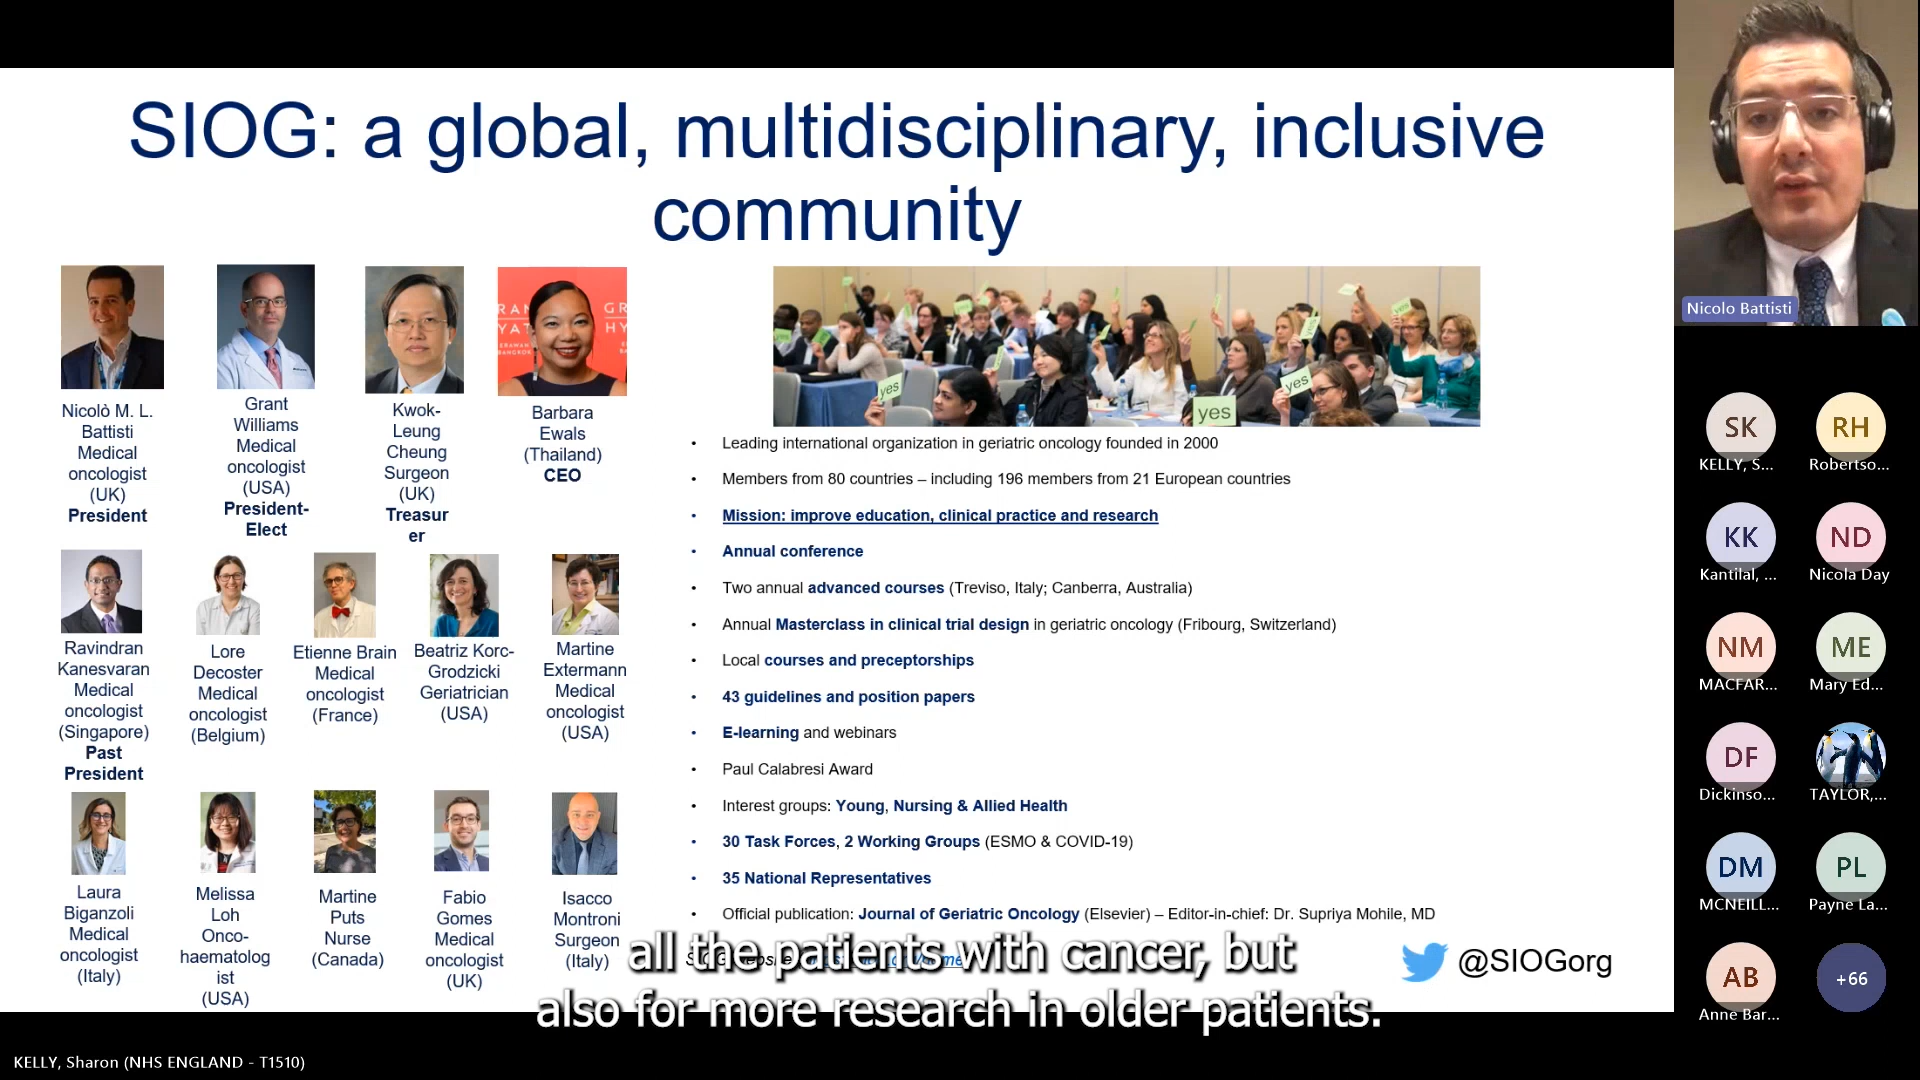 SIOG: a global, multidisciplinary, inclusive
community
Nicolò M. L.
Battisti
Medical
oncologist
(UK)
President
Grant
Williams
Medical
oncologist
(USA)
President-
Elect
Kwok-
Leung
Cheung
Surgeon
(UK)
Treasur
er
Barbara
Ewals
(Thailand)
CEO
Ravindran
Kanesvaran
Medical
oncologist
(Singapore)
Past
President
Lore
Decoster
Medical
oncologist
(Belgium)
Etienne Brain
Medical
oncologist
(France)
Beatriz Korc-
Grodzicki
Geriatrician
(USA)
Martine
Extermann
Medical
oncologist
(USA)
Laura
Biganzoli
Medical
oncologist
(Italy)
Melissa
Loh
Onco-
haematolog
ist
(USA)
Martine
Puts
Nurse
(Canada)
Fabio
Gomes
Medical
oncologist
(UK)
Isacco
Montroni
Surgeon
(Italy)
yes
yes
yes
yes
• Leading international organization in geriatric oncology founded in 2000
• Members from 80 countries – including 196 members from 21 European countries
• Mission: improve education, clinical practice and research
• Annual conference
• Two annual advanced courses (Treviso, Italy; Canberra, Australia)
• Annual Masterclass in clinical trial design in geriatric oncology (Fribourg, Switzerland)
• Local courses and preceptorships
• 43 guidelines and position papers
• E-learning and webinars
• Paul Calabresi Award
• Interest groups: Young, Nursing & Allied Health
• 30 Task Forces, 2 Working Groups (ESMO & COVID-19)
• 35 National Representatives
• Official publication: Journal of Geriatric Oncology (Elsevier) – Editor-in-chief: Dr. Supriya Mohile, MD
@SIOGorg
all the patients with cancer, but
also for more research in older patients.
KELLY, Sharon (NHS ENGLAND - T1510)
Nicolo Battisti
SK
KELLY, S...
RH
Robertso...
KK
Kantilal, ...
ND
Nicola Day
NM
MACFAR...
ME
Mary Ed...
DF
Dickinso...
TAYLOR,...
DM
MCNEILL...
PL
Payne La...
AB
Anne Bar...
+66